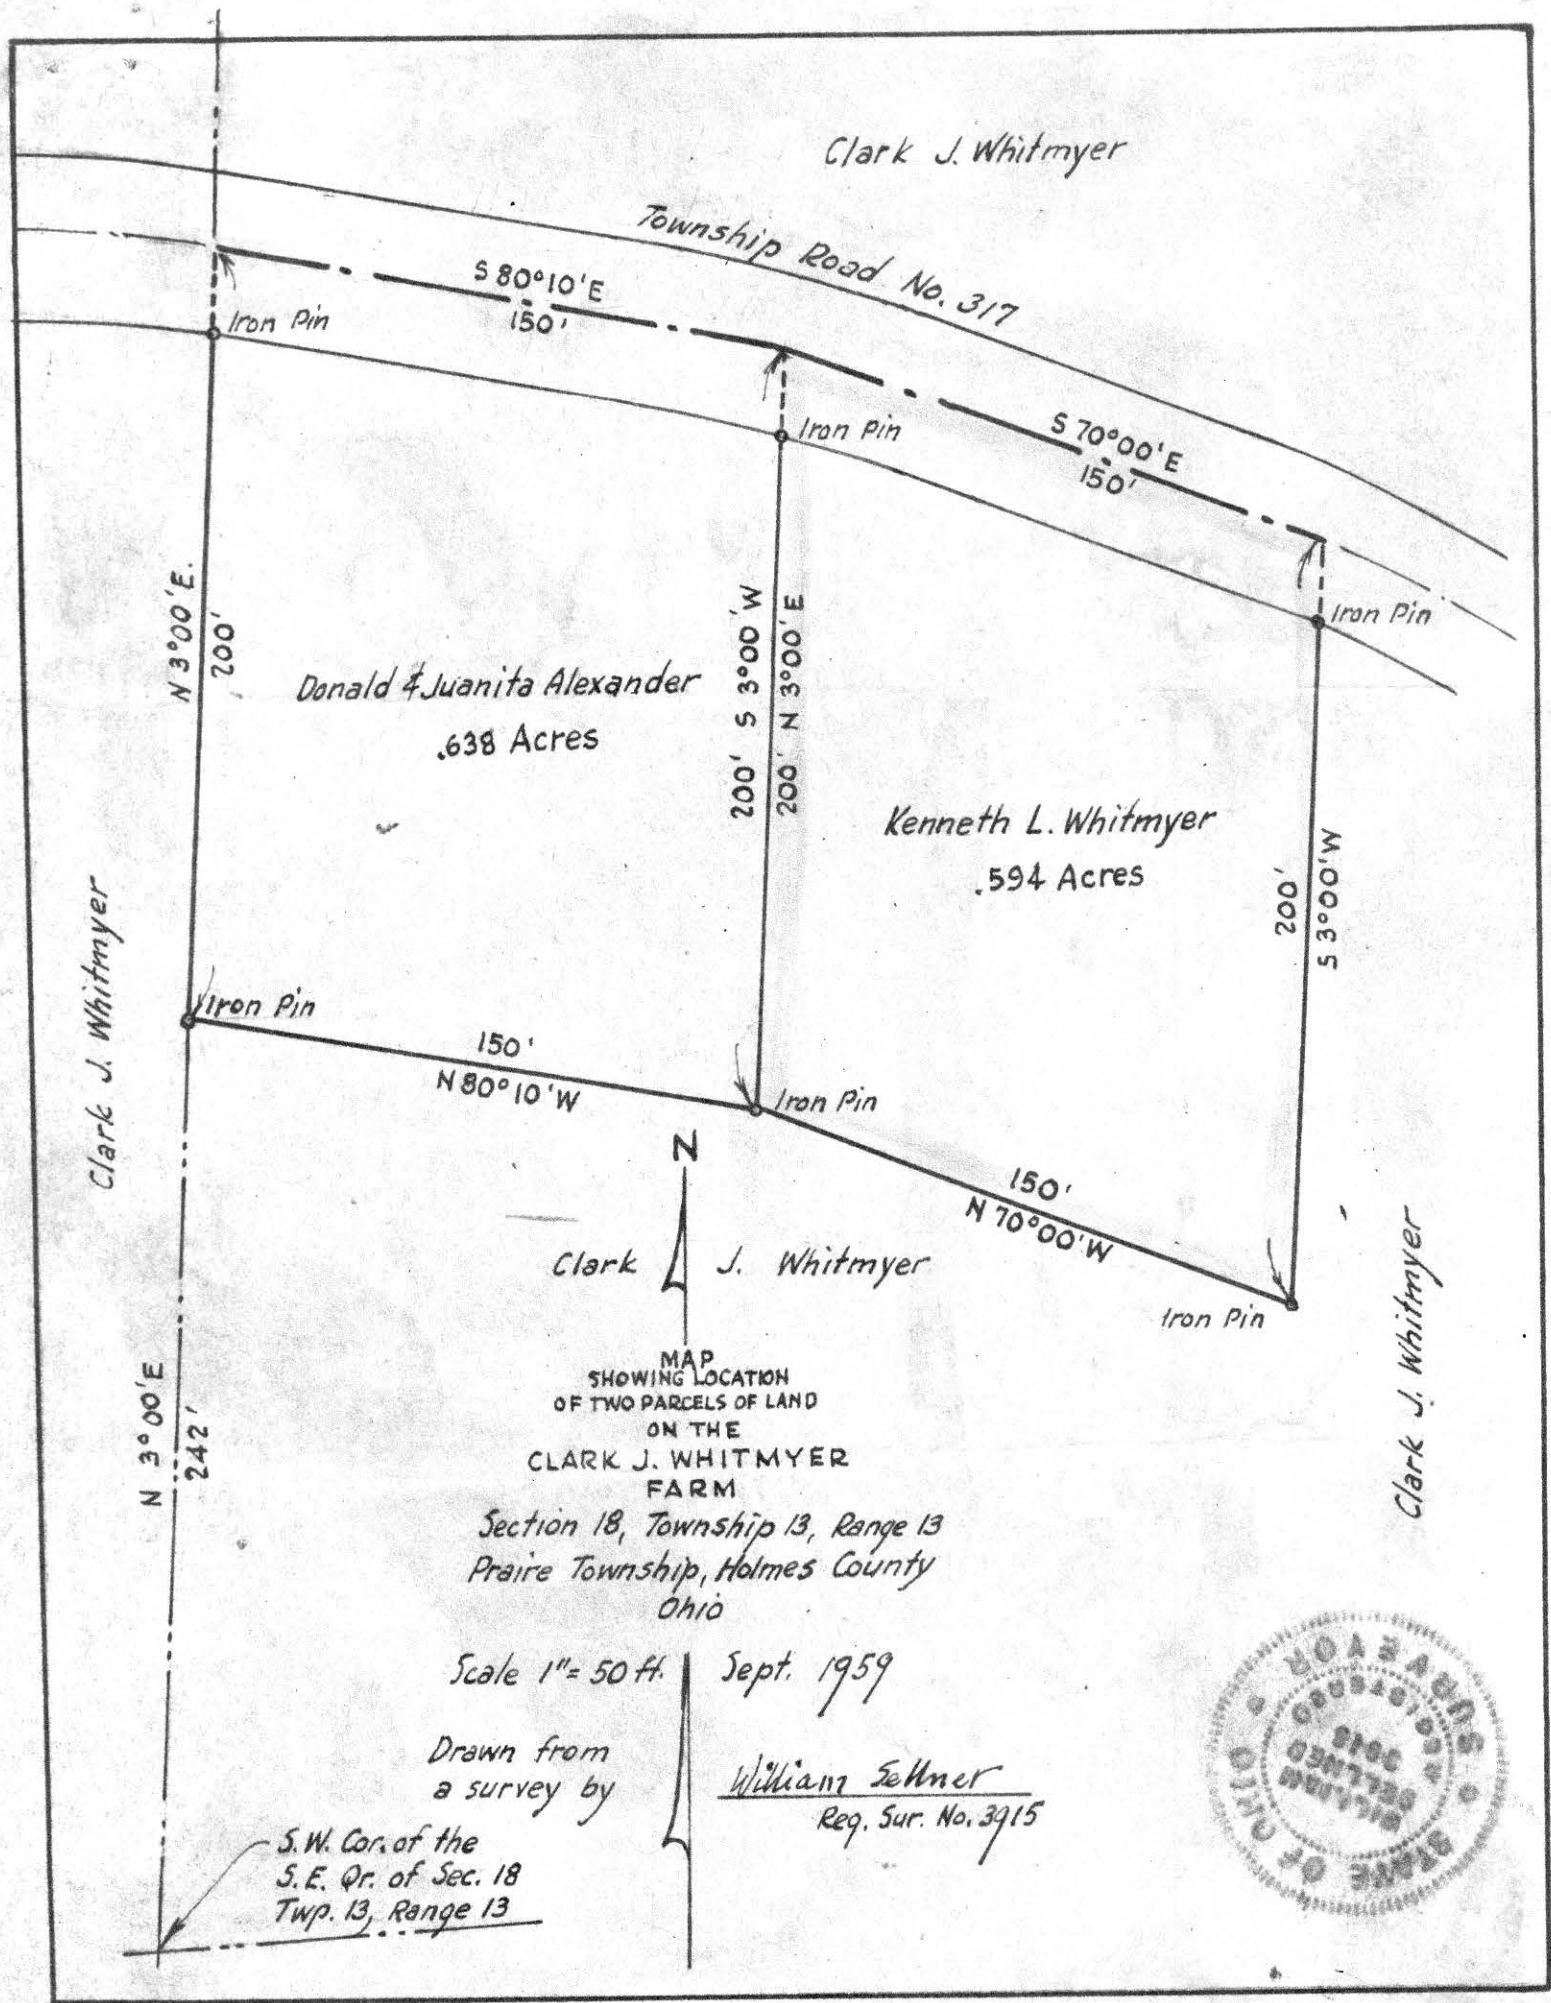 Clark J. Whitmyer
Township Road No. 317
S 80°10'E
150'
Iron Pin
Iron Pin
S 70°00'E
150'
Iron Pin
N 3°00'E.
200'
Donald & Juanita Alexander
.638 Acres
200' S 3°00'W
200' N 3°00'E
Kenneth L. Whitmyer
.594 Acres
200'
S 3°00'W
Clark J. Whitmyer
Iron Pin
150'
N 80°10'W
Iron Pin
150'
N 70°00'W
Iron Pin
N
Clark J. Whitmyer
Clark J. Whitmyer
N 3°00'E
242'
MAP
SHOWING LOCATION
OF TWO PARCELS OF LAND
ON THE
CLARK J. WHITMYER
FARM
Section 18, Township 13, Range 13
Praire Township, Holmes County
Ohio
Scale 1"= 50 ft. Sept. 1959
Drawn from
a survey by
William Sellner
Reg. Sur. No. 3915
S.W. Cor. of the
S.E. Qr. of Sec. 18
Twp. 13, Range 13
STATE OF OHIO
SURVEYOR
REGISTERED
WILLIAM
SELLNER